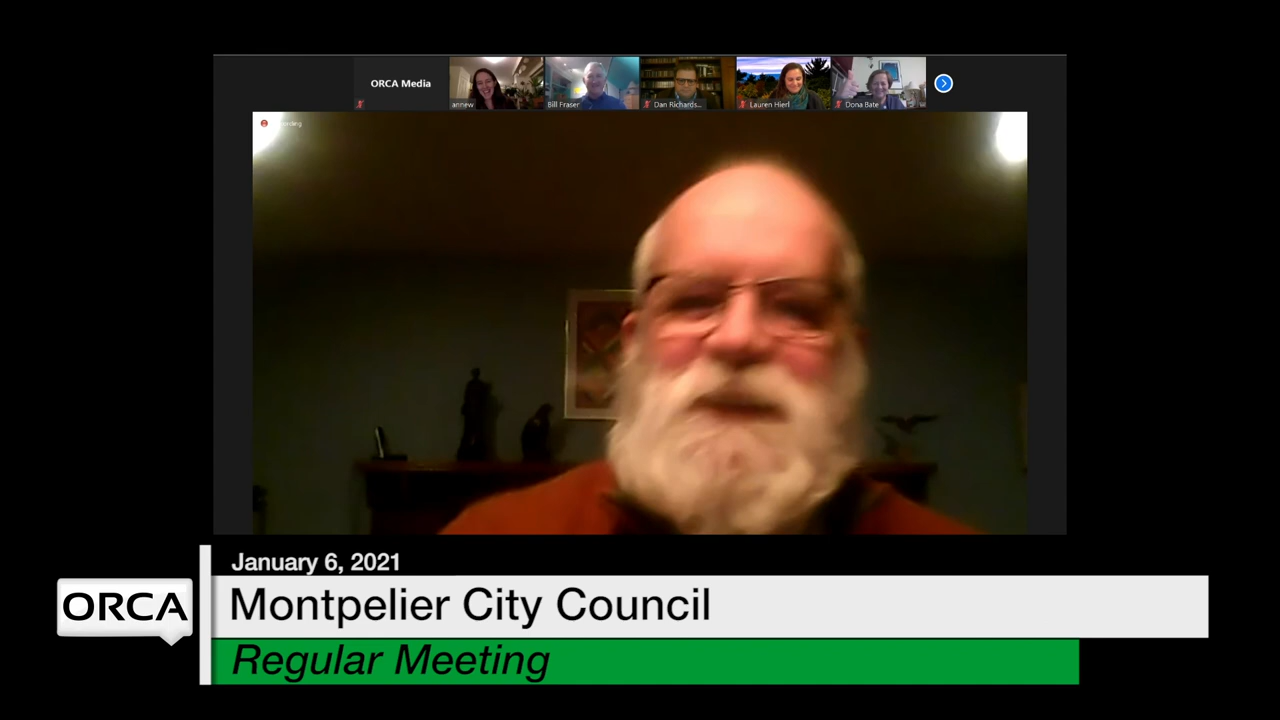 ORCA Media
annew
Bill Fraser
Dan Richards...
Lauren Hierl
Dona Bate
January 6, 2021
ORCA
Montpelier City Council
Regular Meeting